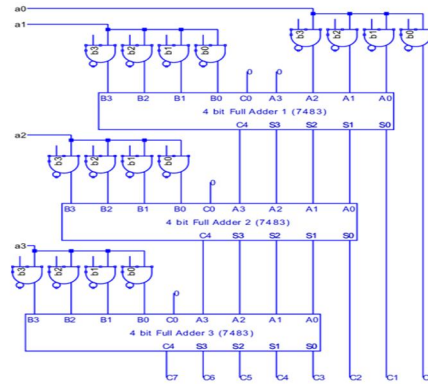 a0
a1
b3 b2 b1 b0
b3 b2 b1 b0
0 0
B3 B2 B1 B0 C0 A3 A2 A1 A0
4 bit Full Adder 1 (7483)
C4 S3 S2 S1 S0
a2
b3 b2 b1 b0
0
B3 B2 B1 B0 C0 A3 A2 A1 A0
4 bit Full Adder 2 (7483)
C4 S3 S2 S1 S0
a3
b3 b2 b1 b0
0
B3 B2 B1 B0 C0 A3 A2 A1 A0
4 bit Full Adder 3 (7483)
C4 S3 S2 S1 S0
C7 C6 C5 C4 C3 C2 C1